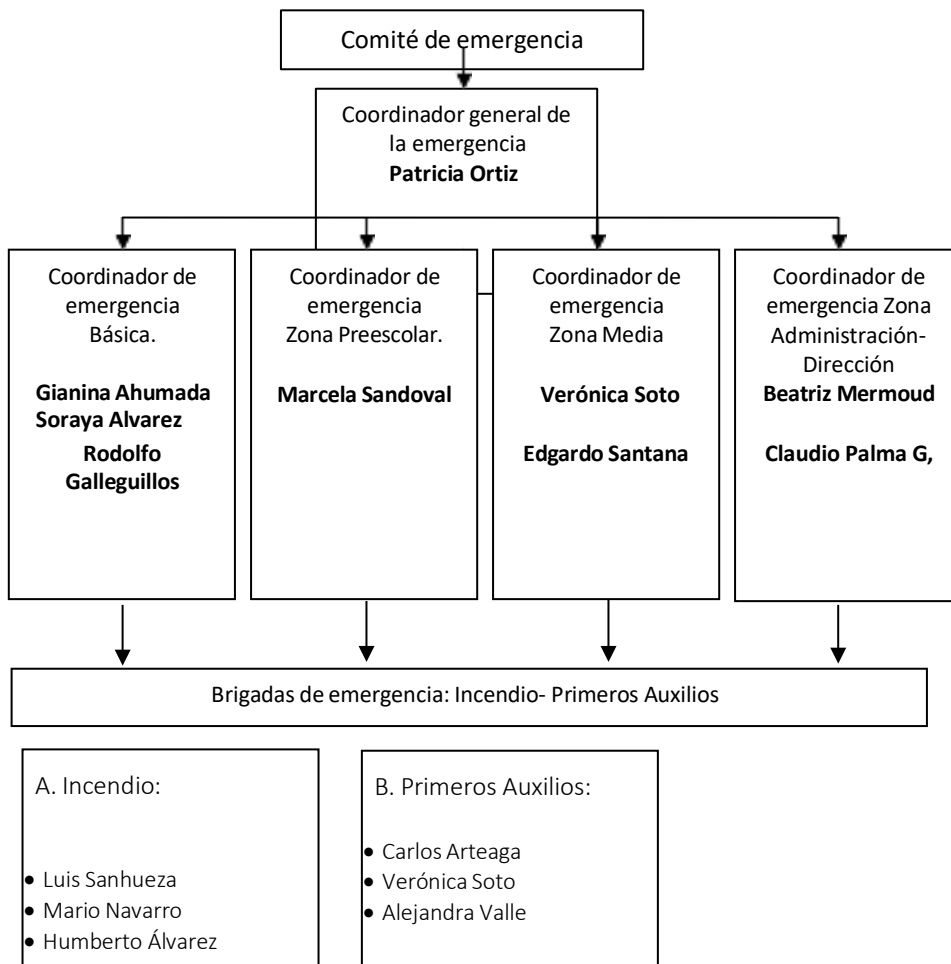 Comité de emergencia
Coordinador general de
la emergencia
Patricia Ortiz
Coordinador de
emergencia
Básica.
Gianina Ahumada
Soraya Alvarez
Rodolfo
Galleguillos
Coordinador de
emergencia
Zona Preescolar.
Marcela Sandoval
Coordinador de
emergencia
Zona Media
Verónica Soto
Edgardo Santana
Coordinador de
emergencia Zona
Administración-
Dirección
Beatriz Mermoud
Claudio Palma G,
Brigadas de emergencia: Incendio- Primeros Auxilios
A. Incendio:
• Luis Sanhueza
• Mario Navarro
• Humberto Álvarez
B. Primeros Auxilios:
• Carlos Arteaga
• Verónica Soto
• Alejandra Valle